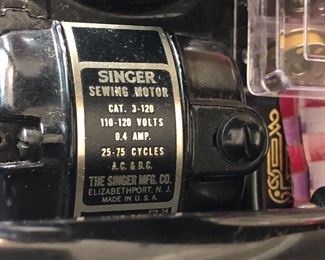 SINGER
SEWING MOTOR
CAT. 3-120
110-120 VOLTS
0.4 AMP.
25-75 CYCLES
A.C. & D.C.
THE SINGER MFG. CO.
ELIZABETHPORT, N. J.
MADE IN U. S. A.